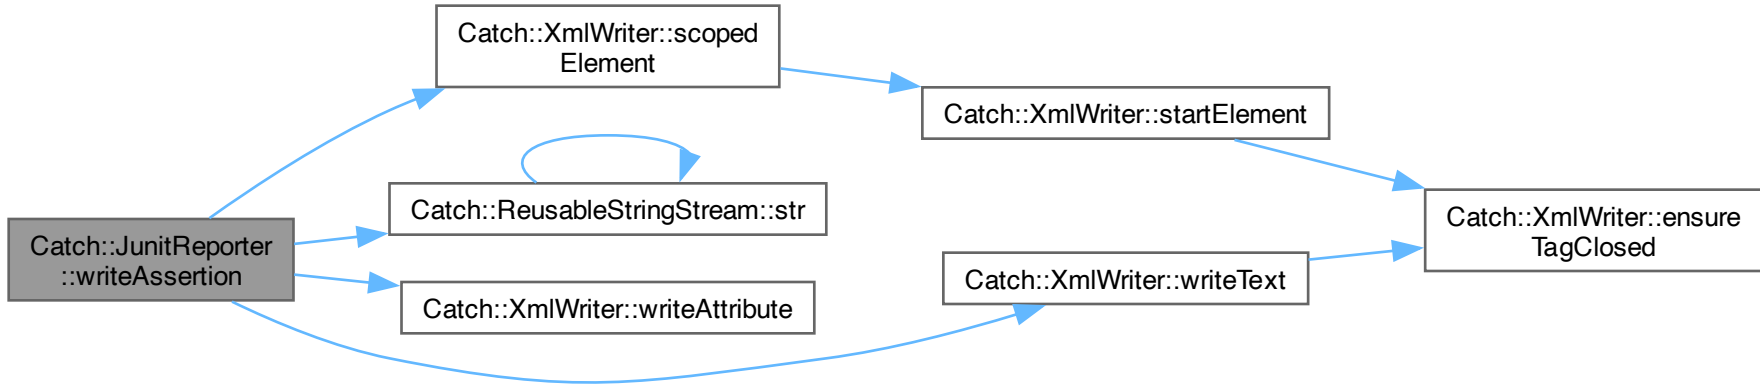 Catch::XmlWriter::scoped
Element
Catch::XmlWriter::startElement
Catch::ReusableStringStream::str
Catch::XmlWriter::ensure
TagClosed
Catch::JunitReporter
::writeAssertion
Catch::XmlWriter::writeText
Catch::XmlWriter::writeAttribute